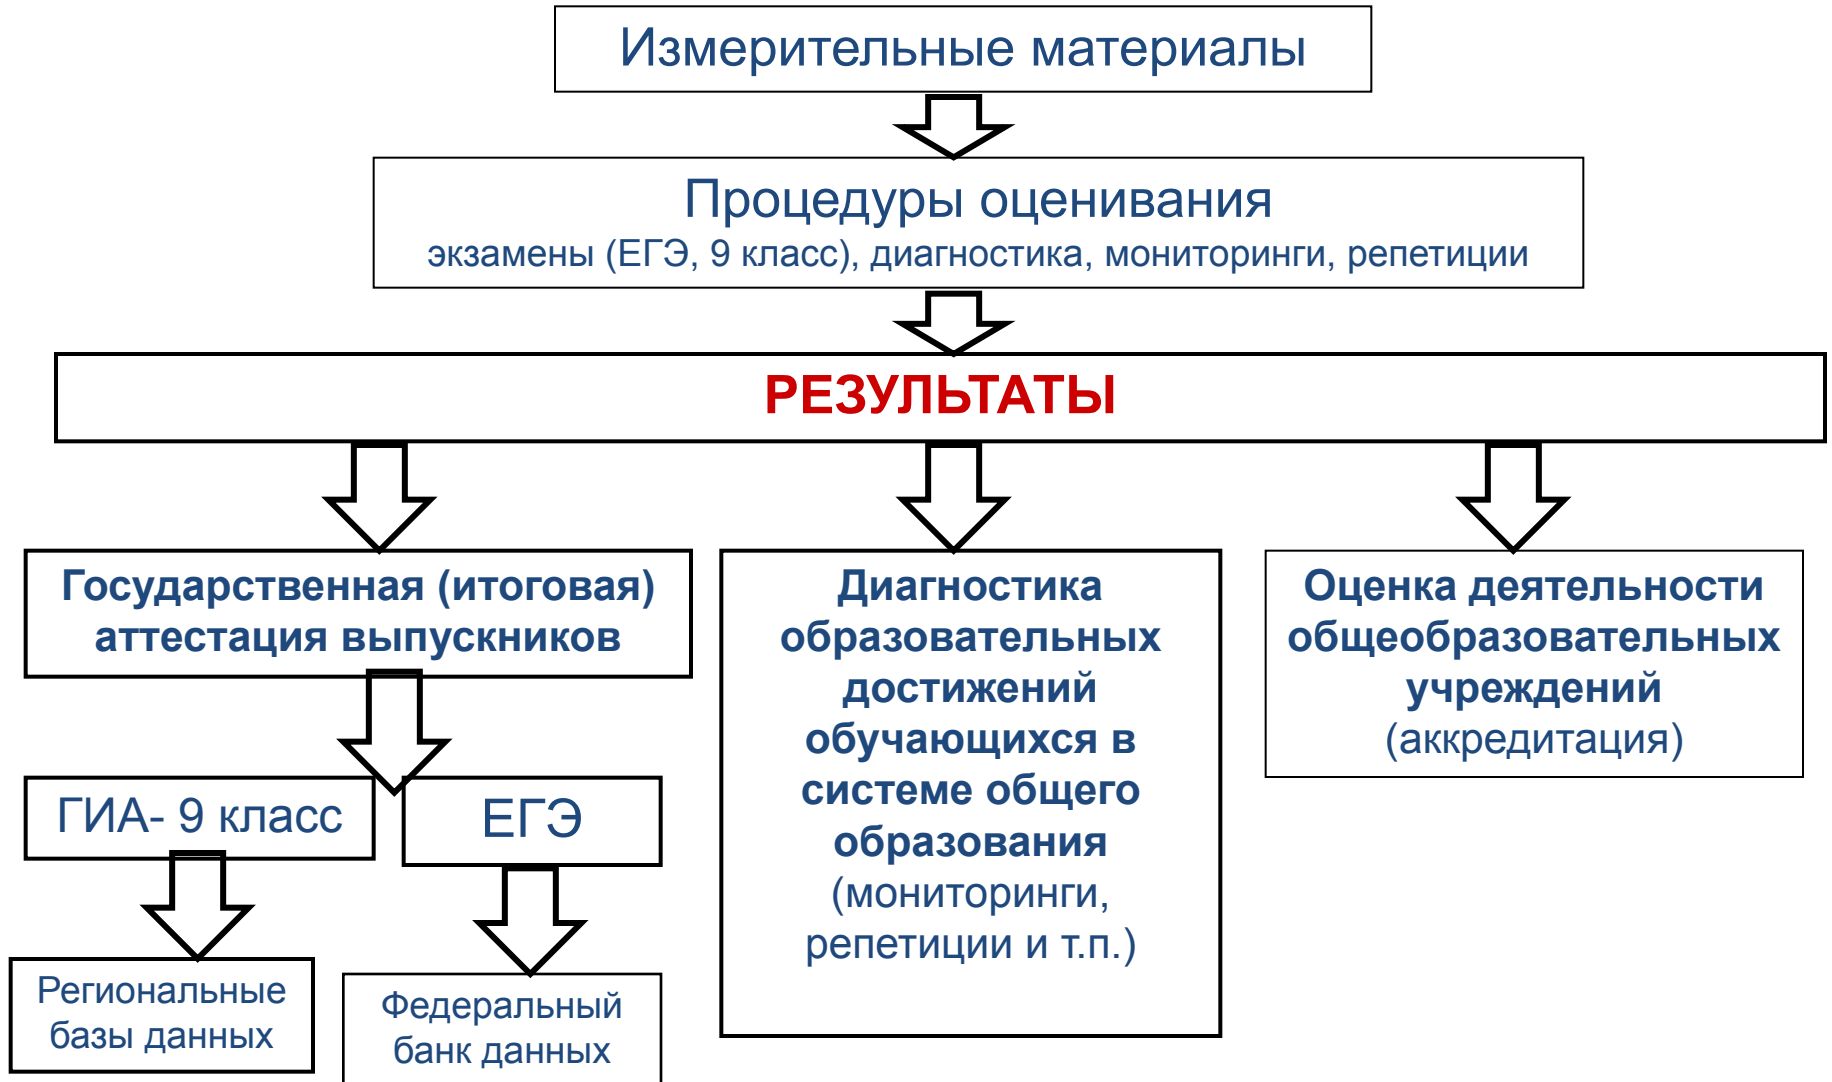 Измерительные материалы
Процедуры оценивания
экзамены (ЕГЭ, 9 класс), диагностика, мониторинги, репетиции
РЕЗУЛЬТАТЫ
Государственная (итоговая)
аттестация выпускников
ГИА- 9 класс
ЕГЭ
Региональные
базы данных
Федеральный
банк данных
Диагностика
образовательных
достижений
обучающихся в
системе общего
образования
(мониторинги,
репетиции и т.п.)
Оценка деятельности
общеобразовательных
учреждений
(аккредитация)